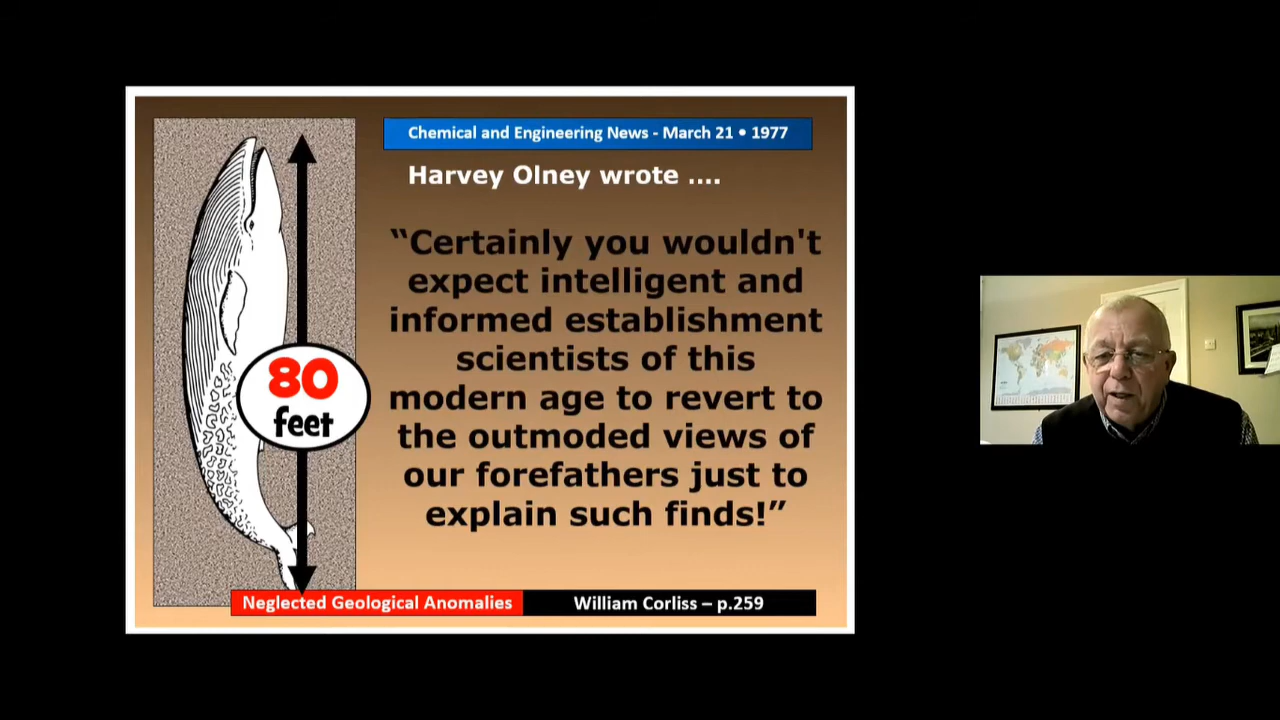 Chemical and Engineering News - March 21 • 1977
Harvey Olney wrote ....
“Certainly you wouldn't
expect intelligent and
informed establishment
scientists of this
modern age to revert to
the outmoded views of
our forefathers just to
explain such finds!”
80
feet
Neglected Geological Anomalies
William Corliss – p.259